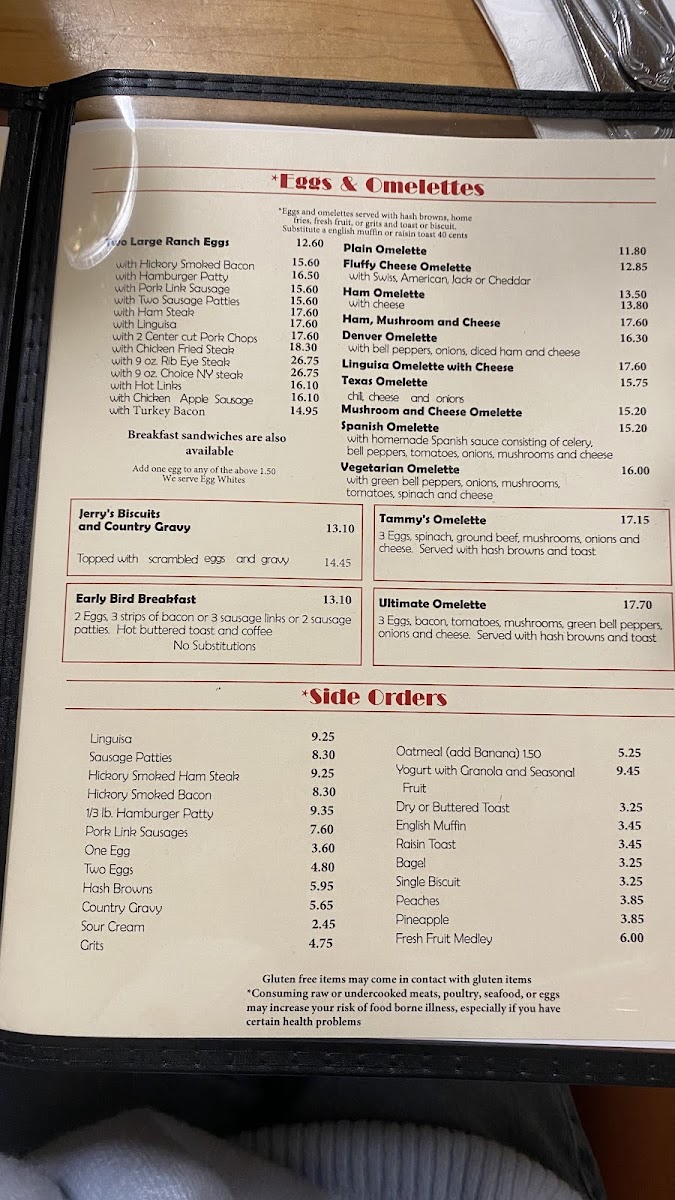 *Eggs & Omelettes
*Eggs and omelettes served with hash browns, home
fries, fresh fruit, or grits and toast or biscuit.
Substitute a english muffin or raisin toast 40 cents
Two Large Ranch Eggs 12.60
with Hickory Smoked Bacon 15.60
with Hamburger Patty 16.50
with Pork Link Sausage 15.60
with Two Sausage Patties 15.60
with Ham Steak 17.60
with Linguisa 17.60
with 2 Center cut Pork Chops 17.60
with Chicken Fried Steak 18.30
with 9 oz. Rib Eye Steak 26.75
with 9 oz. Choice NY steak 26.75
with Hot Links 16.10
with Chicken Apple Sausage 16.10
with Turkey Bacon 14.95
Breakfast sandwiches are also
available
Add one egg to any of the above 1.50
We serve Egg Whites
Plain Omelette 11.80
Fluffy Cheese Omelette 12.85
with Swiss, American, Jack or Cheddar
Ham Omelette 13.50
with cheese 13.80
Ham, Mushroom and Cheese 17.60
Denver Omelette 16.30
with bell peppers, onions, diced ham and cheese
Linguisa Omelette with Cheese 17.60
Texas Omelette 15.75
chili, cheese and onions
Mushroom and Cheese Omelette 15.20
Spanish Omelette 15.20
with homemade Spanish sauce consisting of celery,
bell peppers, tomatoes, onions, mushrooms and cheese
Vegetarian Omelette 16.00
with green bell peppers, onions, mushrooms,
tomatoes, spinach and cheese
Jerry's Biscuits
and Country Gravy 13.10
Topped with scrambled eggs and gravy 14.45
Tammy's Omelette 17.15
3 Eggs, spinach, ground beef, mushrooms, onions and
cheese. Served with hash browns and toast
Early Bird Breakfast 13.10
2 Eggs, 3 strips of bacon or 3 sausage links or 2 sausage
patties. Hot buttered toast and coffee
No Substitutions
Ultimate Omelette 17.70
3 Eggs, bacon, tomatoes, mushrooms, green bell peppers,
onions and cheese. Served with hash browns and toast
*Side Orders
Linguisa 9.25
Sausage Patties 8.30
Hickory Smoked Ham Steak 9.25
Hickory Smoked Bacon 8.30
1/3 lb. Hamburger Patty 9.35
Pork Link Sausages 7.60
One Egg 3.60
Two Eggs 4.80
Hash Browns 5.95
Country Gravy 5.65
Sour Cream 2.45
Grits 4.75
Oatmeal (add Banana) 1.50 5.25
Yogurt with Granola and Seasonal 9.45
Fruit
Dry or Buttered Toast 3.25
English Muffin 3.45
Raisin Toast 3.45
Bagel 3.25
Single Biscuit 3.25
Peaches 3.85
Pineapple 3.85
Fresh Fruit Medley 6.00
Gluten free items may come in contact with gluten items
*Consuming raw or undercooked meats, poultry, seafood, or eggs
may increase your risk of food borne illness, especially if you have
certain health problems